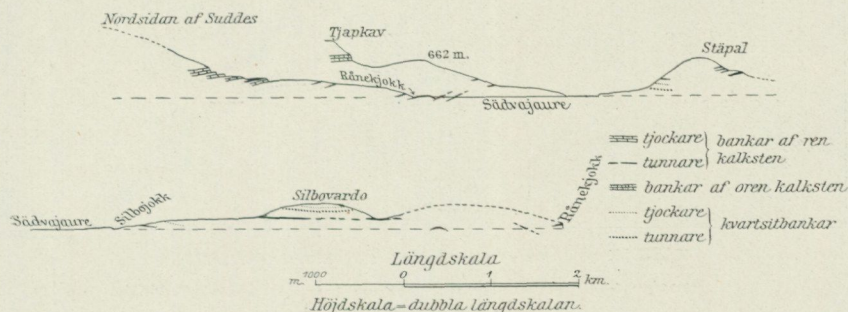 Nordsidan af Suddes
Tjapkav
662 m.
Stäpal
Rånekjokk
Sädvajaure
tjockare } bankar af ren
tunnare } kalksten
bankar af oren kalksten
tjockare } kvartsitbankar
tunnare }
Silbovardo
Sädvajaure
Silbojokk
Rånekjokk
Längdskala
m. 1000 0 1 2 km.
Höjdskala = dubbla längdskalan.